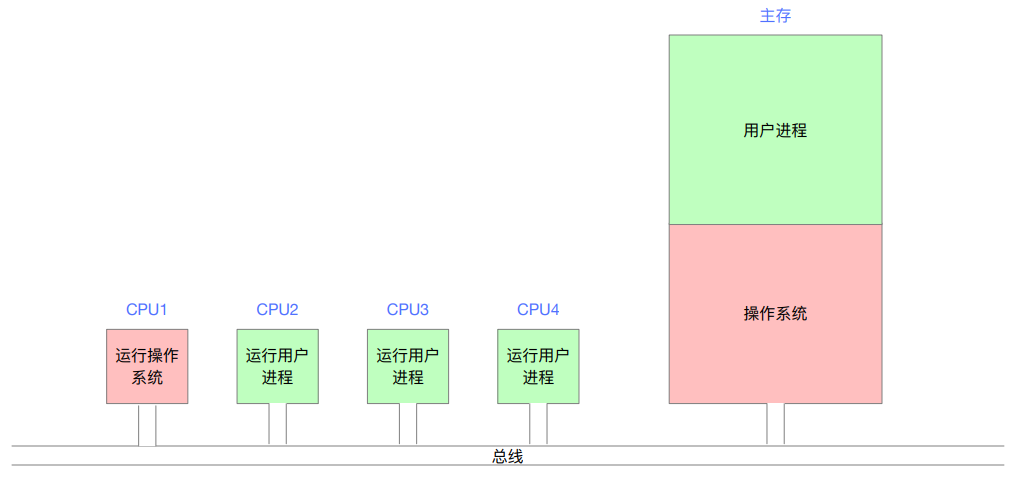 主存
用户进程
操作系统
CPU1
CPU2
CPU3
CPU4
运行操作
系统
运行用户
进程
运行用户
进程
运行用户
进程
总线